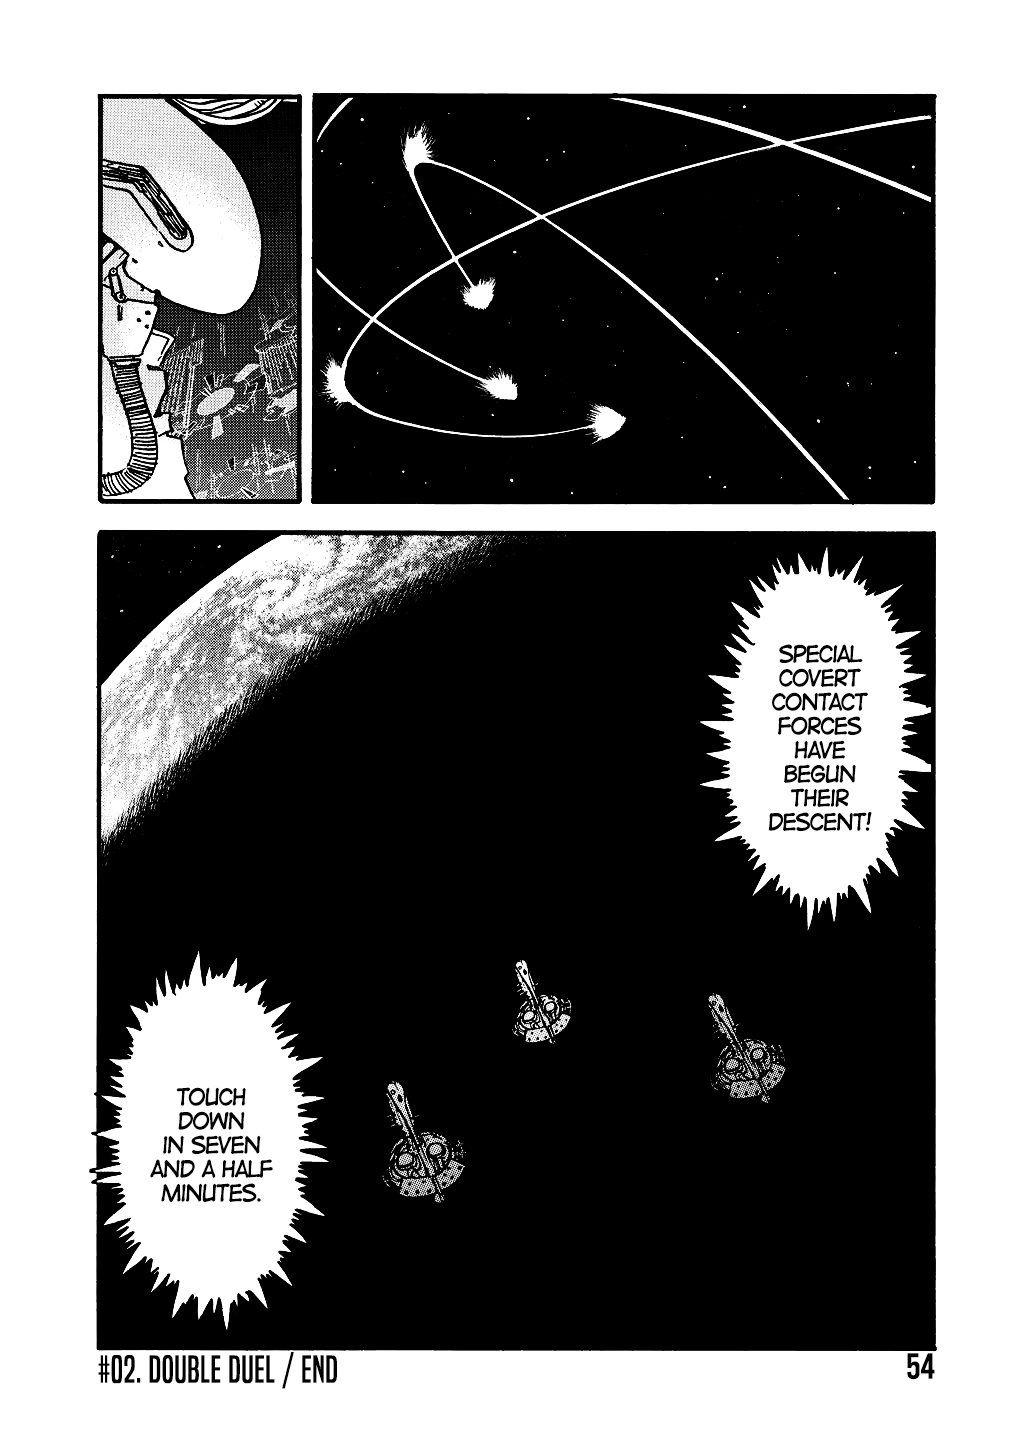 SPECIAL
COVERT
CONTACT
FORCES
HAVE
BEGUN
THEIR
DESCENT!
TOUCH
DOWN
IN SEVEN
AND A HALF
MINUTES.
#02. DOUBLE DUEL / END
54